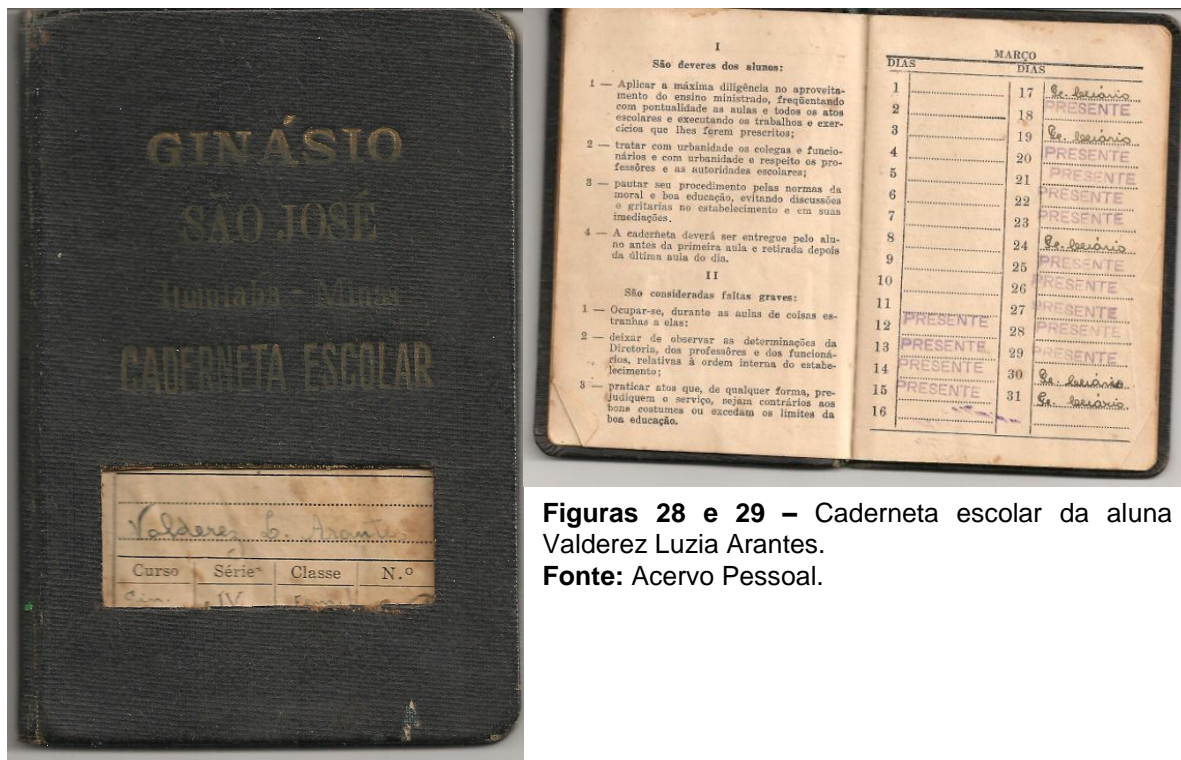 GINÁSIO
SÃO JOSÉ
CADERNETA ESCOLAR
Valderez L. Arantes
Curso Série Classe N.º
IV
I
São deveres dos alunos:
1 — Aplicar a máxima diligência no aproveita-
mento do ensino ministrado, freqüentando
com pontualidade as aulas e todos os atos
escolares e executando os trabalhos e exer-
cícios que lhes forem prescritos;
2 — tratar com urbanidade os colegas e funcio-
nários e com urbanidade e respeito os pro-
fessôres e as autoridades escolares;
3 — pautar seu procedimento pelas normas da
moral e boa educação, evitando discussões
e gritarias no estabelecimento e em suas
imediações.
4 — A caderneta deverá ser entregue pelo alu-
no antes da primeira aula e retirada depois
da última aula do dia.
II
São consideradas faltas graves:
1 — Ocupar-se, durante as aulas de coisas es-
tranhas a elas:
2 — deixar de observar as determinações da
Diretoria, dos professôres e dos funcioná-
rios, relativas à ordem interna do estabe-
lecimento;
3 — praticar atos que, de qualquer forma, pre-
judiquem o serviço, sejam contrários aos
bons costumes ou excedam os limites da
boa educação.
MARÇO
DIAS DIAS
1
2
3
4
5
6
7
8
9
10
11
12 PRESENTE
13 PRESENTE
14 PRESENTE
15 PRESENTE
16
17
18 PRESENTE
19
20 PRESENTE
21 PRESENTE
22 PRESENTE
23 PRESENTE
24
25 PRESENTE
26 PRESENTE
27 PRESENTE
28 PRESENTE
29 PRESENTE
30
31
Figuras 28 e 29 – Caderneta escolar da aluna
Valderez Luzia Arantes.
Fonte: Acervo Pessoal.